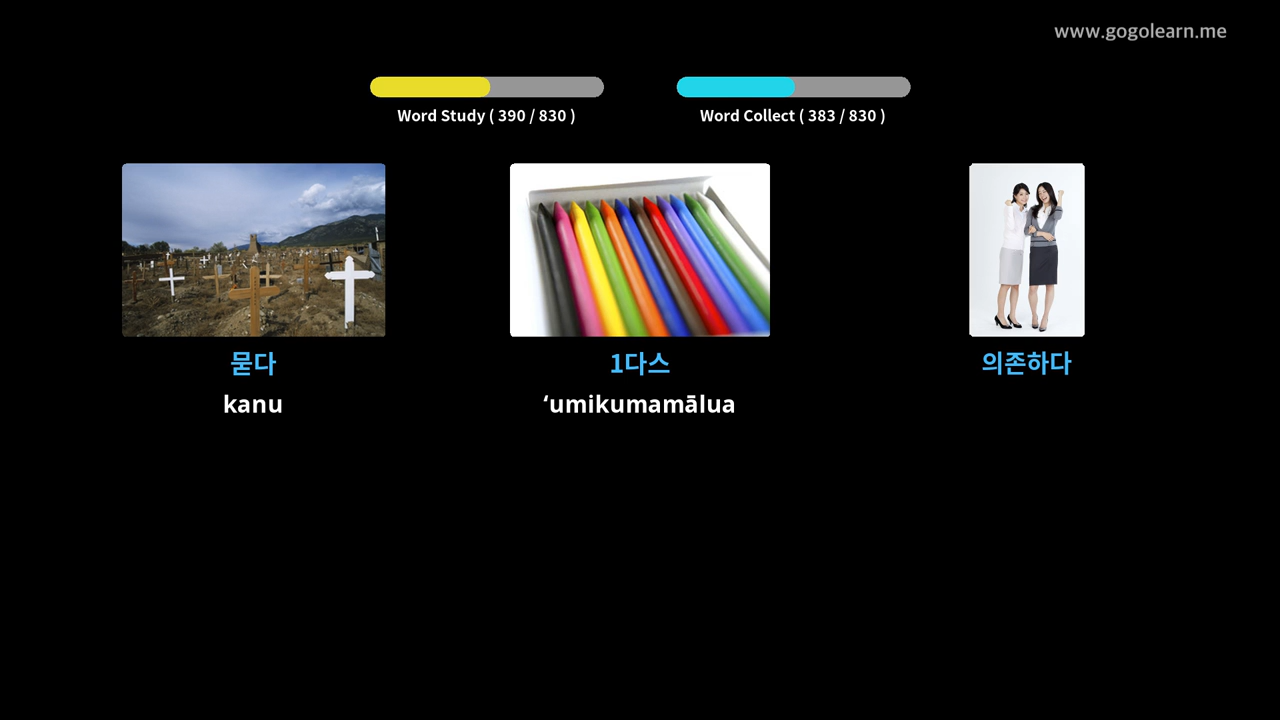 www.gogolearn.me
Word Study ( 390 / 830 )
Word Collect ( 383 / 830 )
묻다
1다스
의존하다
kanu
ʻumikumamālua